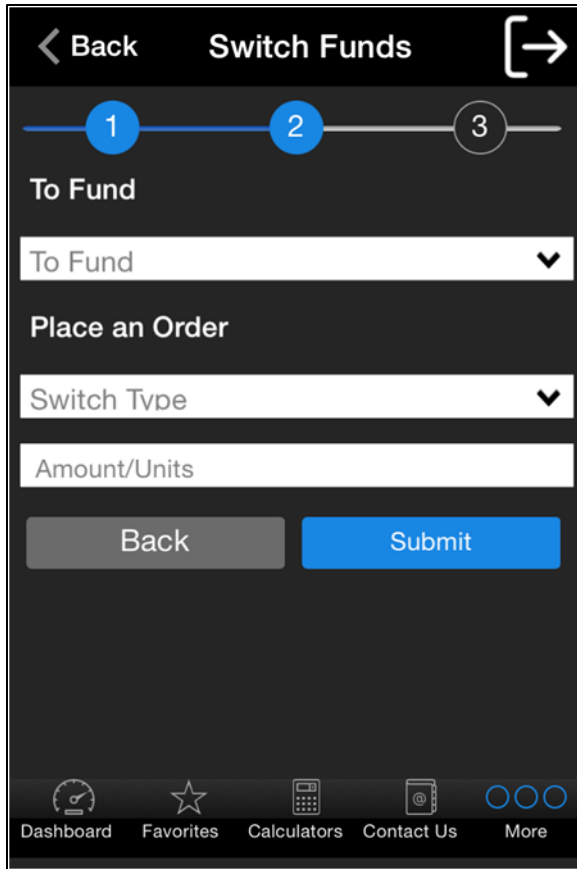 Back Switch Funds
1 2 3
To Fund
To Fund
Place an Order
Switch Type
Amount/Units
Back Submit
@
Dashboard Favorites Calculators Contact Us More